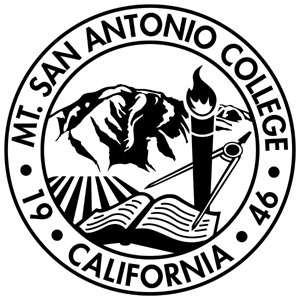 • MT. SAN ANTONIO COLLEGE •
19 • CALIFORNIA • 46